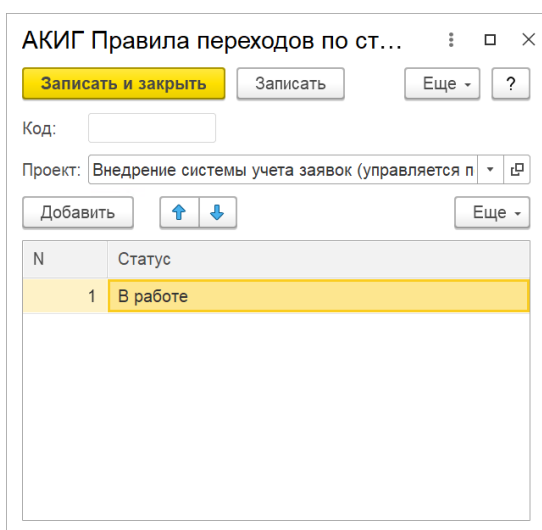 АКИГ Правила переходов по ст...
Записать и закрыть Записать Еще ?
Код:
Проект: Внедрение системы учета заявок (управляется п
Добавить Еще
N Статус
1 В работе